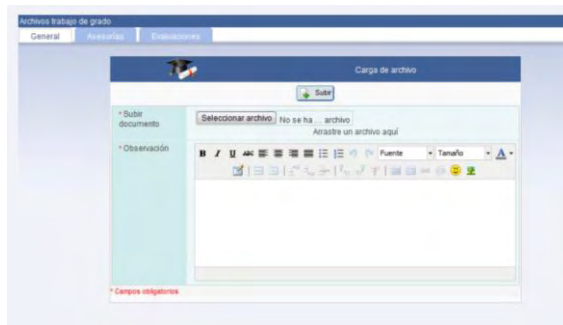 Archivos trabajo de grado
General Asesorías Evaluaciones
Carga de archivo
Subir
* Subir documento
Seleccionar archivo No se ha ... archivo
Arrastre un archivo aquí
* Observación
B I U ABC Fuente Tamaño A
* Campos obligatorios